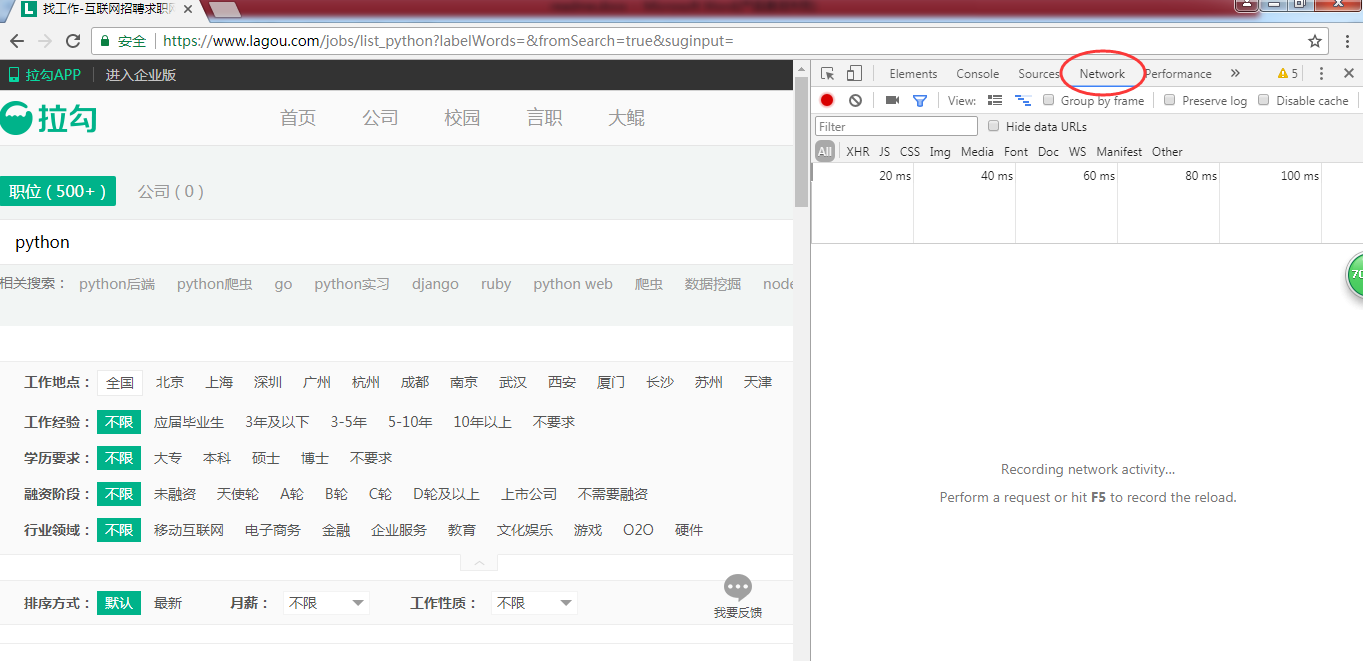 找工作-互联网招聘求职网
安全 https://www.lagou.com/jobs/list_python?labelWords=&fromSearch=true&suginput=
拉勾APP 进入企业版
拉勾 首页 公司 校园 言职 大鲲
职位 ( 500+ ) 公司 ( 0 )
python
相关搜索： python后端 python爬虫 go python实习 django ruby python web 爬虫 数据挖掘 node
工作地点： 全国 北京 上海 深圳 广州 杭州 成都 南京 武汉 西安 厦门 长沙 苏州 天津
工作经验： 不限 应届毕业生 3年及以下 3-5年 5-10年 10年以上 不要求
学历要求： 不限 大专 本科 硕士 博士 不要求
融资阶段： 不限 未融资 天使轮 A轮 B轮 C轮 D轮及以上 上市公司 不需要融资
行业领域： 不限 移动互联网 电子商务 金融 企业服务 教育 文化娱乐 游戏 O2O 硬件
排序方式： 默认 最新 月薪： 不限 工作性质： 不限
我要反馈
Elements Console Sources Network Performance » 5
View: Group by frame Preserve log Disable cache
Filter Hide data URLs
All XHR JS CSS Img Media Font Doc WS Manifest Other
20 ms 40 ms 60 ms 80 ms 100 ms
70
Recording network activity…
Perform a request or hit F5 to record the reload.